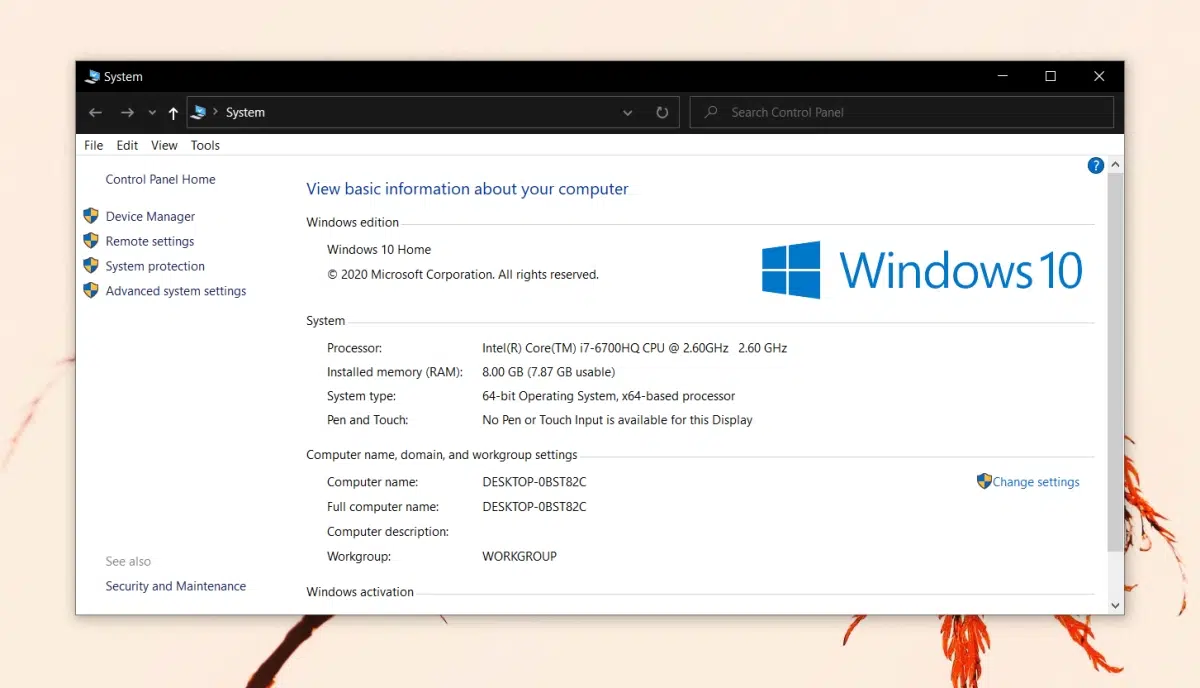 System
System
Search Control Panel
File Edit View Tools
Control Panel Home
Device Manager
Remote settings
System protection
Advanced system settings
See also
Security and Maintenance
?
View basic information about your computer
Windows edition
Windows 10 Home
© 2020 Microsoft Corporation. All rights reserved.
Windows 10
System
Processor: Intel(R) Core(TM) i7-6700HQ CPU @ 2.60GHz 2.60 GHz
Installed memory (RAM): 8.00 GB (7.87 GB usable)
System type: 64-bit Operating System, x64-based processor
Pen and Touch: No Pen or Touch Input is available for this Display
Computer name, domain, and workgroup settings
Computer name: DESKTOP-0BST82C
Change settings
Full computer name: DESKTOP-0BST82C
Computer description:
Workgroup: WORKGROUP
Windows activation